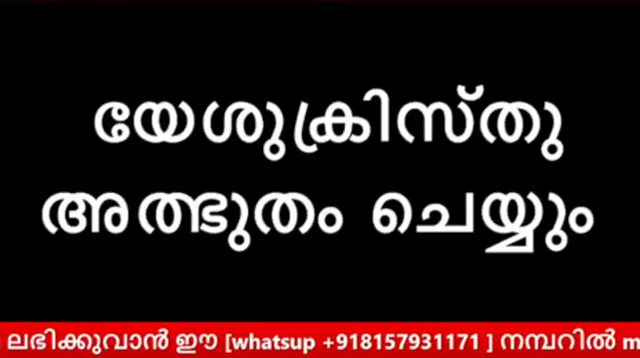 യേശുക്രിസ്തു
അത്ഭുതം ചെയ്യും
ലഭിക്കുവാൻ ഈ [whatsup +918157931171 ] നമ്പറിൽ m